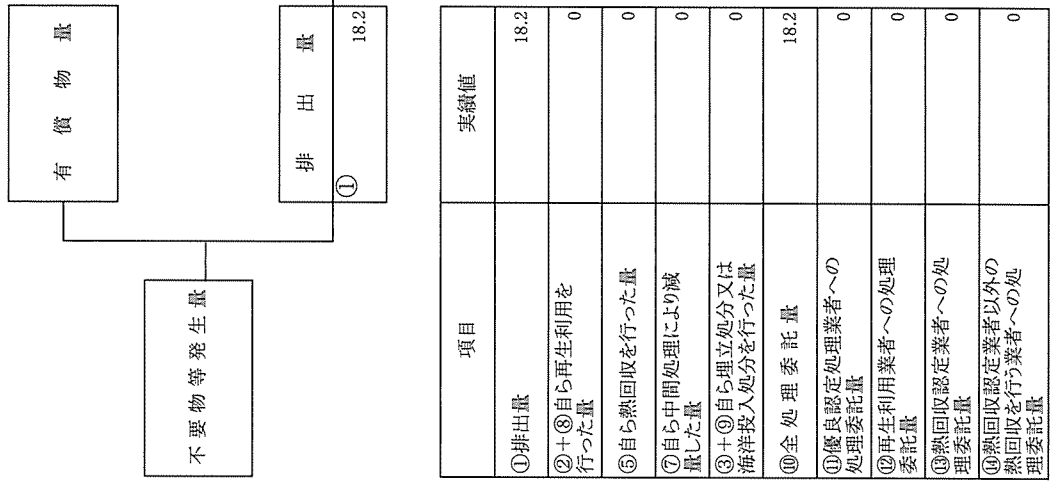 不要物等発生量
有償物量
排出量
①
18.2
項目
実績値
①排出量
18.2
②＋⑧自ら再生利用を
行った量
0
⑤自ら熱回収を行った量
0
⑦自ら中間処理により減
量した量
0
③＋⑨自ら埋立処分又は
海洋投入処分を行った量
0
⑩全処理委託量
18.2
⑪優良認定処理業者への
処理委託量
0
⑫再生利用業者への処理
委託量
0
⑬熱回収認定業者への処
理委託量
0
⑭熱回収認定業者以外の
熱回収を行う業者への処
理委託量
0